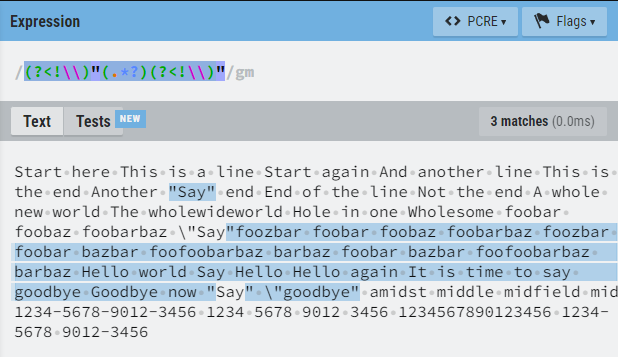 Expression
<> PCRE ▾
Flags ▾
/(?<!\\)"(.*?)(?<!\\)"/gm
Text
Tests
NEW
3 matches (0.0ms)
Start·here·This·is·a·line·Start·again·And·another·line·This·is·
the·end·Another·"Say"·end·End·of·the·line·Not·the·end·A·whole·
new·world·The·wholewideworld·Hole·in·one·Wholesome·foobar·
foobaz·foobarbaz·\"Say"foozbar·foobar·foobaz·foobarbaz·foozbar·
foobar·bazbar·foofoobarbaz·barbaz·foobar·bazbar·foofoobarbaz·
barbaz·Hello·world·Say·Hello·Hello·again·It·is·time·to·say·
goodbye·Goodbye·now·"Say"·\"goodbye"·amidst·middle·midfield·mid
1234-5678-9012-3456·1234·5678·9012·3456·1234567890123456·1234-
5678·9012-3456